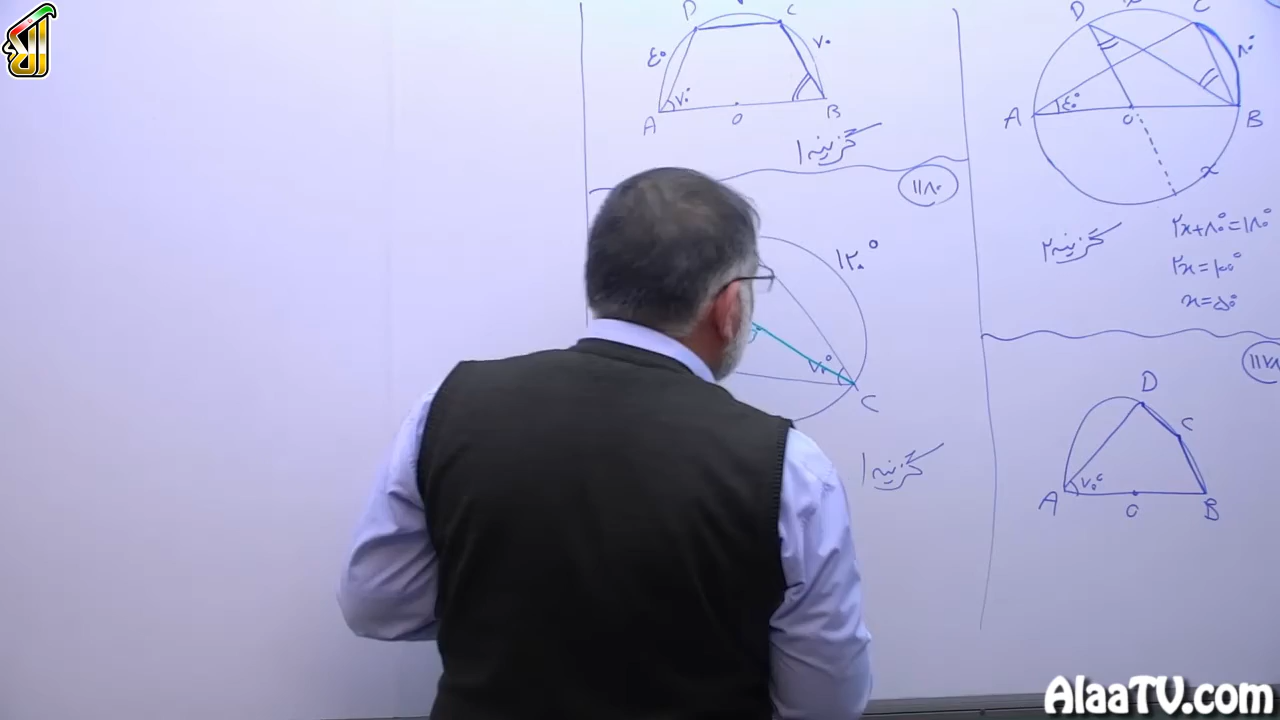 D
C
۴۰
۷۰
۷۰°
A
O
B
گزینه ۱
D
C
۸۰°
۴۰°
A
O
B
x
۲x+۸۰°=۱۸۰°
۲x=۱۰۰°
x=۵۰°
گزینه ۲
۱۱۸۰
۱۲۰°
۷۰°
C
گزینه ۱
۱۱۷۸
D
C
۷۰°
A
O
B
AlaaTV.com